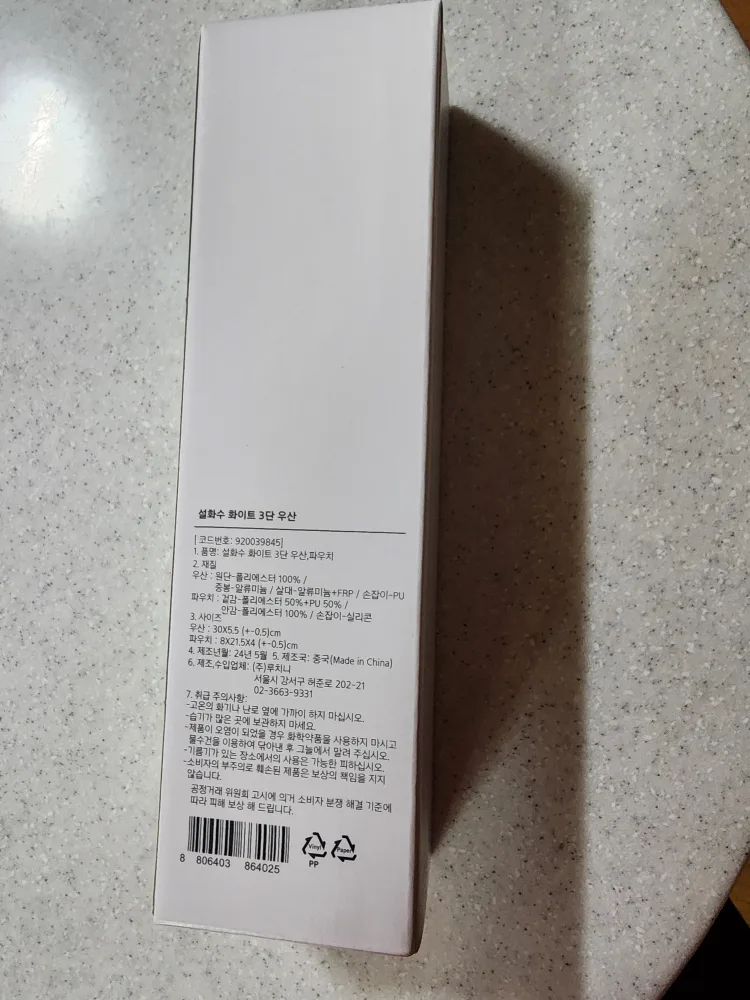 설화수 화이트 3단 우산
[ 코드번호: 920039845]
1. 품명: 설화수 화이트 3단 우산,파우치
2. 재질
우산 : 원단-폴리에스터 100% /
중봉-알류미늄 / 살대-알류미늄+FRP / 손잡이-PU
파우치 : 겉감-폴리에스터 50%+PU 50% /
안감-폴리에스터 100% / 손잡이-실리콘
3. 사이즈
우산 : 30X5.5 (+-0.5)cm
파우치 : 8X21.5X4 (+-0.5)cm
4. 제조년월: 24년 5월 5. 제조국: 중국(Made in China)
6. 제조,수입업체: (주)루치니
서울시 강서구 허준로 202-21
02-3663-9331
7. 취급 주의사항:
-고온의 화기나 난로 옆에 가까이 하지 마십시오.
-습기가 많은 곳에 보관하지 마세요.
-제품이 오염이 되었을 경우 화학약품을 사용하지 마시고
물수건을 이용하여 닦아낸 후 그늘에서 말려 주십시오.
-기름기가 있는 장소에서의 사용은 가능한 피하십시오.
-소비자의 부주의로 훼손된 제품은 보상의 책임을 지지
않습니다.
공정거래 위원회 고시에 의거 소비자 분쟁 해결 기준에
따라 피해 보상 해 드립니다.
Vinyl
PP
Paper
8 806403 864025